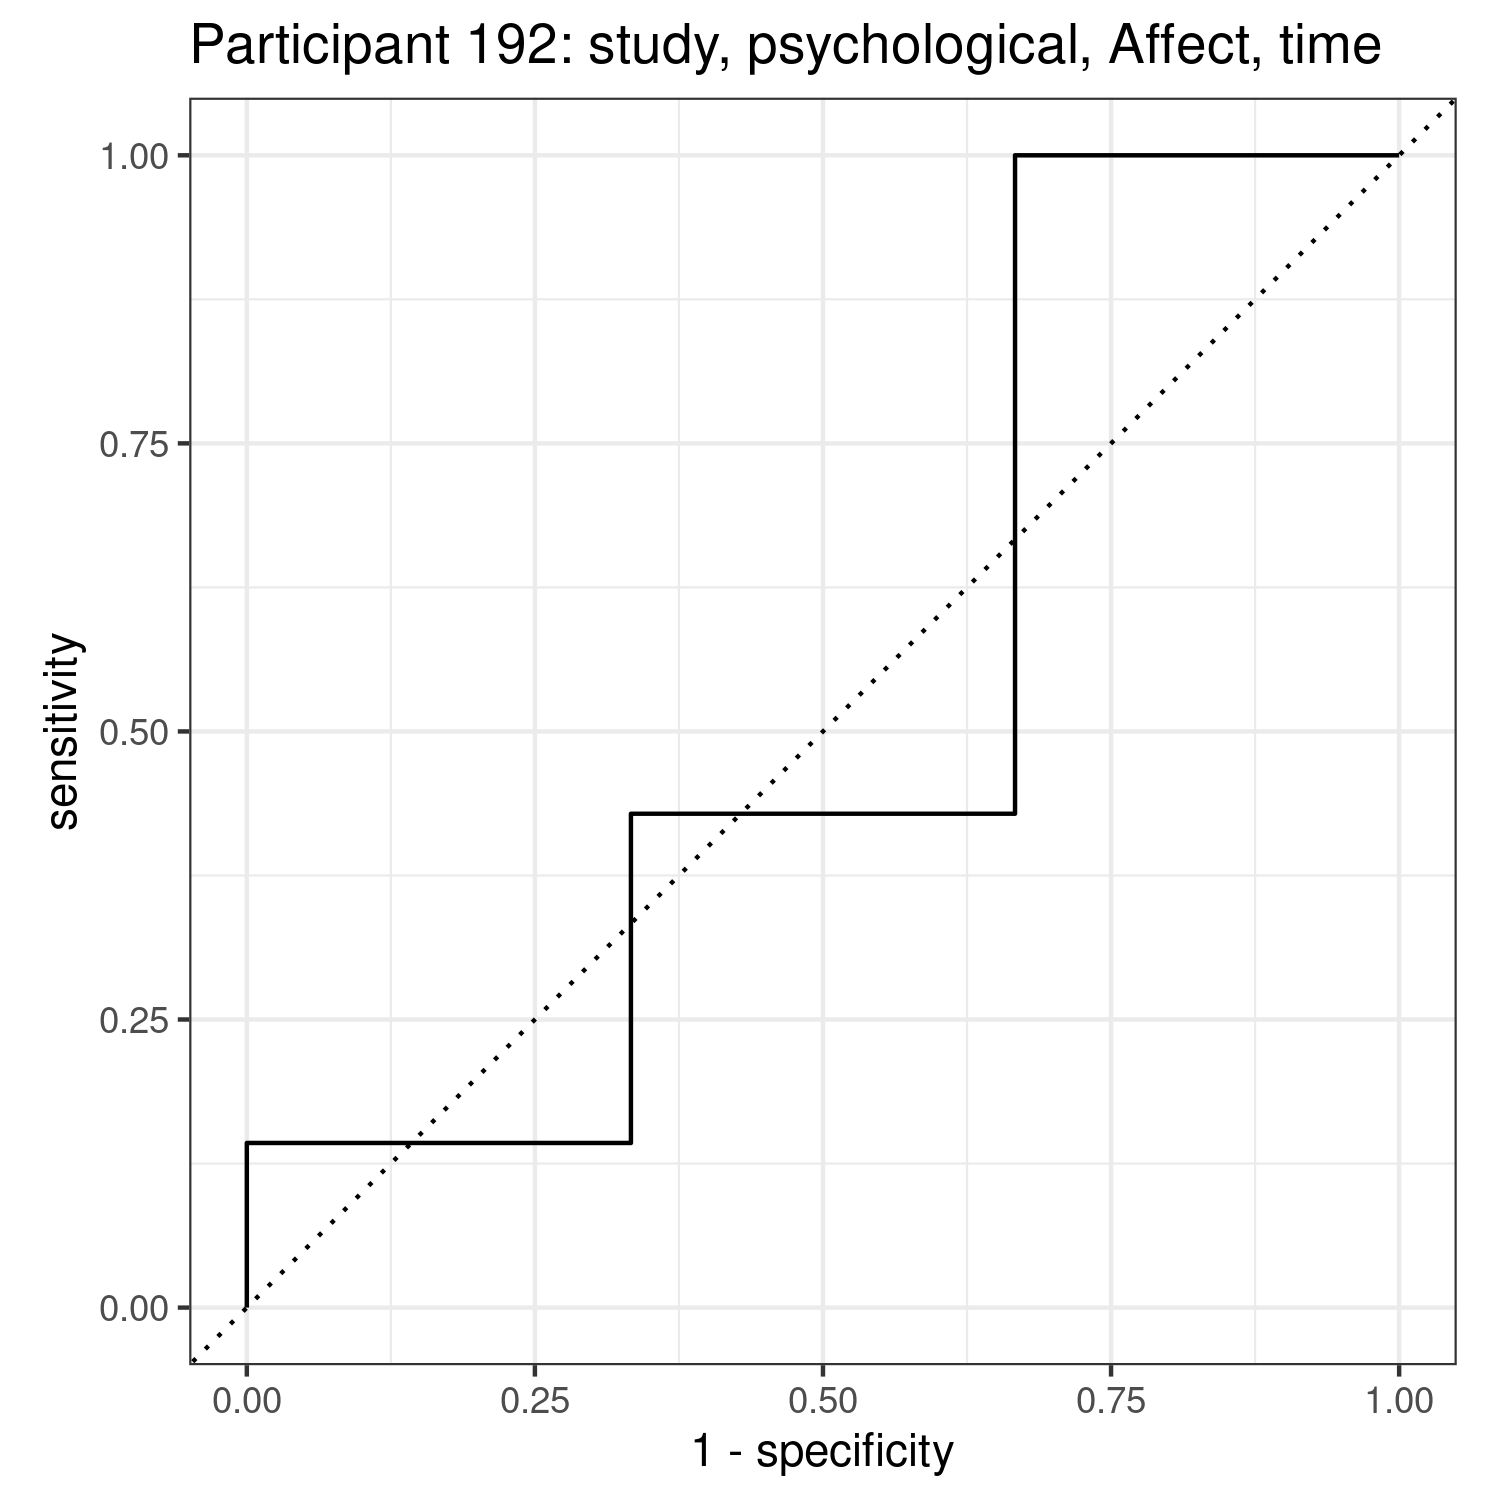 Participant 192: study, psychological, Affect, time
1.00
0.75
0.50
0.25
0.00
sensitivity
0.00 0.25 0.50 0.75 1.00
1 - specificity